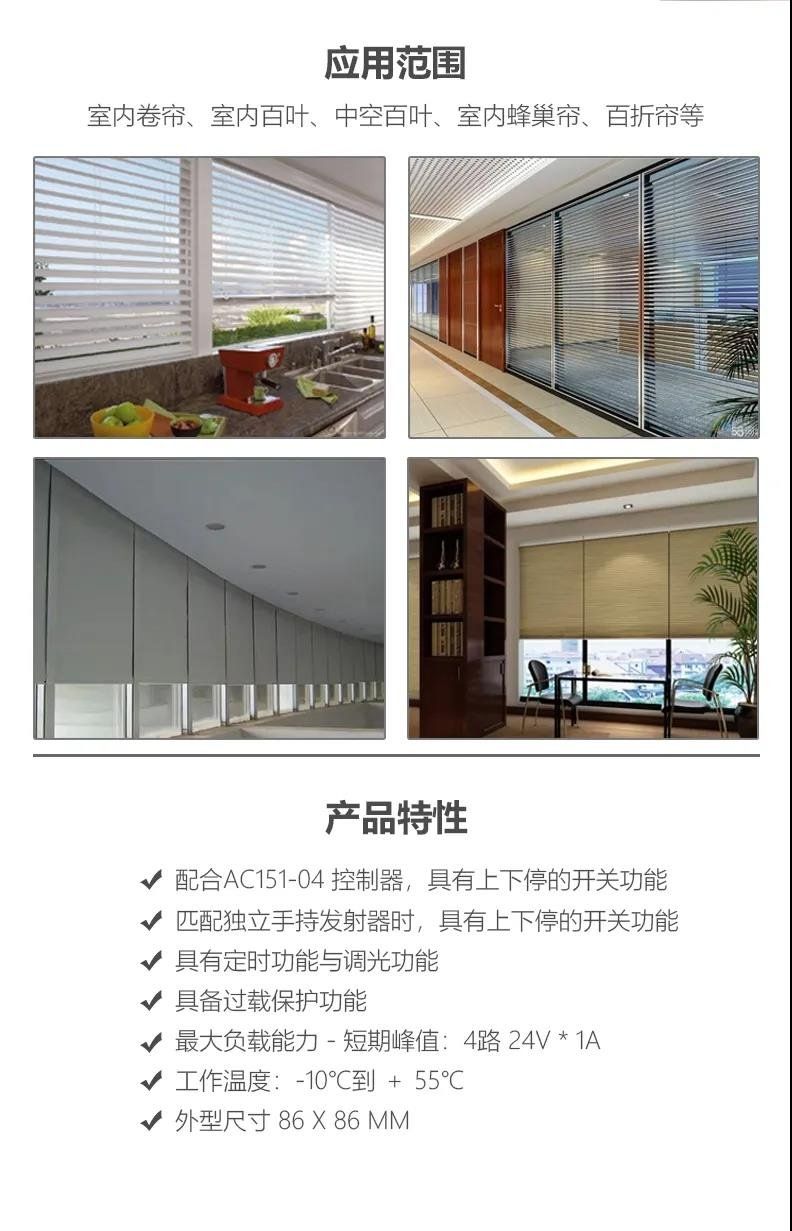 应用范围
室内卷帘、室内百叶、中空百叶、室内蜂巢帘、百折帘等
产品特性
配合AC151-04 控制器，具有上下停的开关功能
匹配独立手持发射器时，具有上下停的开关功能
具有定时功能与调光功能
具备过载保护功能
最大负载能力 - 短期峰值：4路 24V * 1A
工作温度：-10℃到 + 55℃
外型尺寸 86 X 86 MM